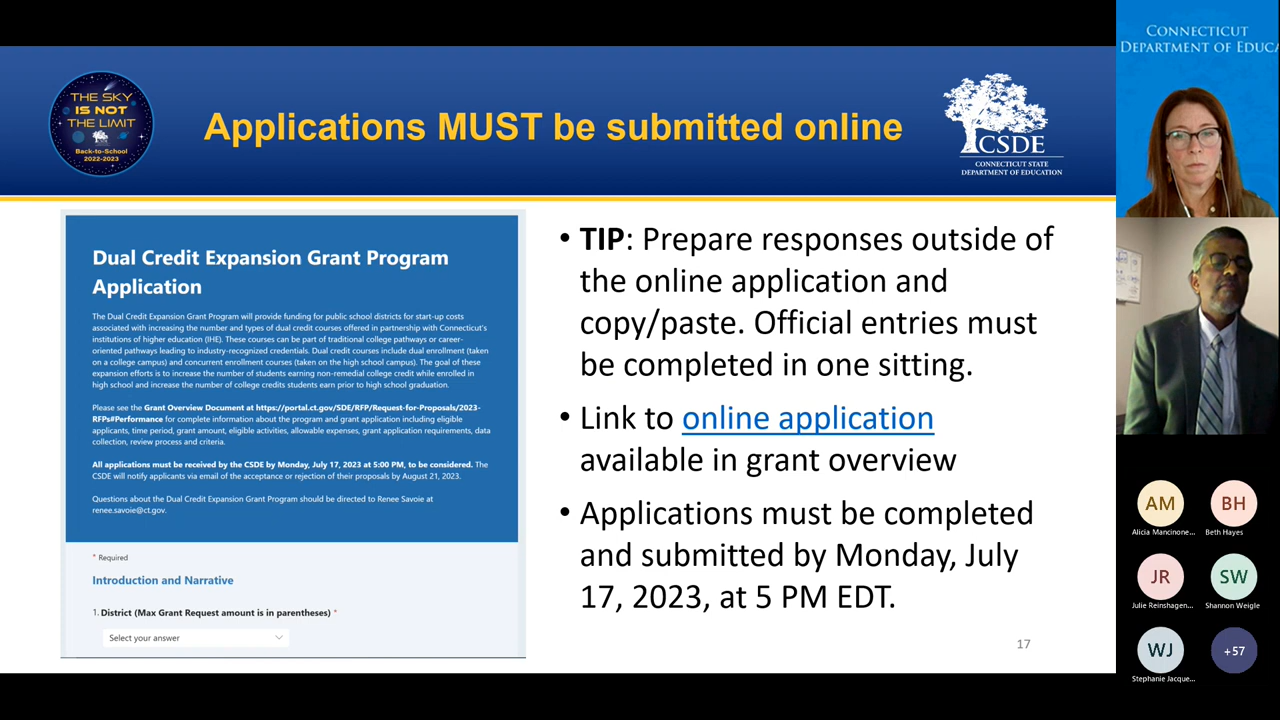 CONNECTICUT
DEPARTMENT OF EDUCA
THE SKY
IS NOT
THE LIMIT
Back-to-School
2022-2023
Applications MUST be submitted online
CSDE
CONNECTICUT STATE
DEPARTMENT OF EDUCATION
Dual Credit Expansion Grant Program
Application
The Dual Credit Expansion Grant Program will provide funding for public school districts for start-up costs
associated with increasing the number and types of dual credit courses offered in partnership with Connecticut's
institutions of higher education (IHE). These courses can be part of traditional college pathways or career-
oriented pathways leading to industry-recognized credentials. Dual credit courses include dual enrollment (taken
on a college campus) and concurrent enrollment courses (taken on the high school campus). The goal of these
expansion efforts is to increase the number of students earning non-remedial college credit while enrolled in
high school and increase the number of college credits students earn prior to high school graduation.
Please see the Grant Overview Document at https://portal.ct.gov/SDE/RFP/Request-for-Proposals/2023-
RFPs#Performance for complete information about the program and grant application including eligible
applicants, time period, grant amount, eligible activities, allowable expenses, grant application requirements, data
collection, review process and criteria.
All applications must be received by the CSDE by Monday, July 17, 2023 at 5:00 PM, to be considered. The
CSDE will notify applicants via email of the acceptance or rejection of their proposals by August 21, 2023.
Questions about the Dual Credit Expansion Grant Program should be directed to Renee Savoie at
renee.savoie@ct.gov.
* Required
Introduction and Narrative
1. District (Max Grant Request amount is in parentheses) *
Select your answer
• TIP: Prepare responses outside of
the online application and
copy/paste. Official entries must
be completed in one sitting.
• Link to online application
available in grant overview
• Applications must be completed
and submitted by Monday, July
17, 2023, at 5 PM EDT.
17
AM
Alicia Mancinone...
BH
Beth Hayes
JR
Julie Reinshagen...
SW
Shannon Weigle
WJ
Stephanie Jacque...
+57